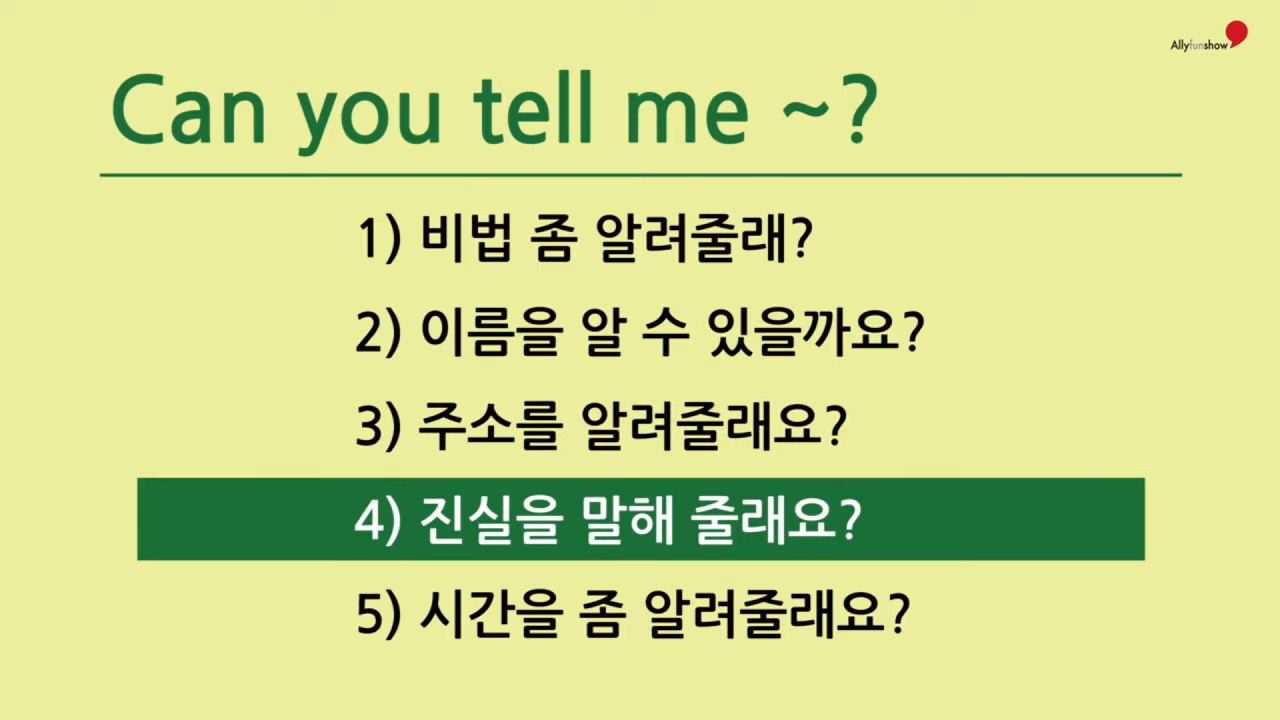 Allyfunshow
Can you tell me ~?
1) 비법 좀 알려줄래?
2) 이름을 알 수 있을까요?
3) 주소를 알려줄래요?
4) 진실을 말해 줄래요?
5) 시간을 좀 알려줄래요?